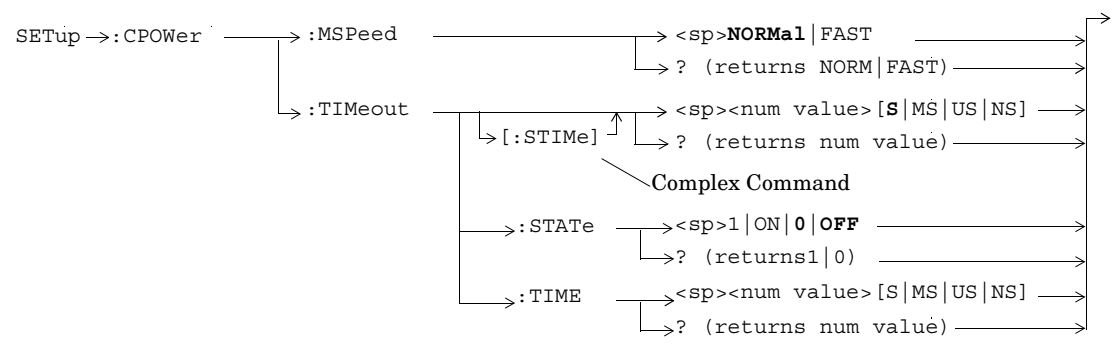 SETup :CPOWer :MSPeed <sp>NORMal|FAST
? (returns NORM|FAST)
:TIMeout <sp><num value>[S|MS|US|NS]
[:STIMe] ? (returns num value)
Complex Command
:STATe <sp>1|ON|0|OFF
? (returns1|0)
:TIME <sp><num value>[S|MS|US|NS]
? (returns num value)